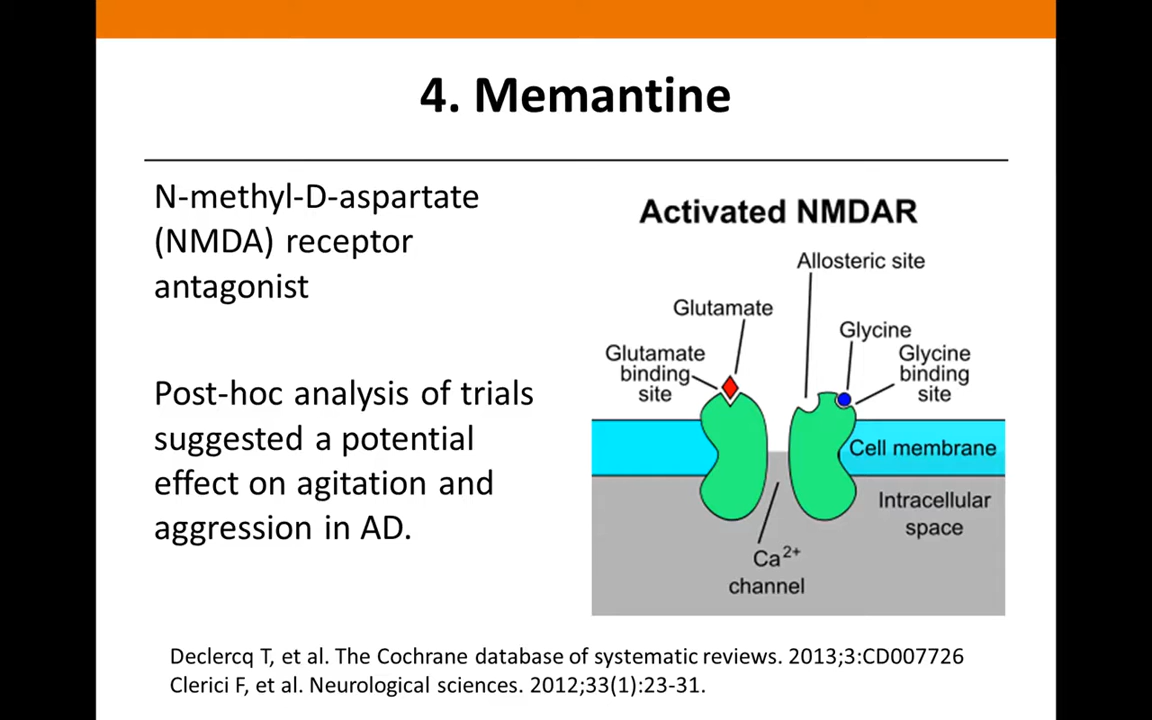 4. Memantine
N-methyl-D-aspartate
(NMDA) receptor
antagonist
Post-hoc analysis of trials
suggested a potential
effect on agitation and
aggression in AD.
Activated NMDAR
Allosteric site
Glutamate
Glycine
Glutamate
binding
site
Glycine
binding
site
Cell membrane
Intracellular
space
Ca²⁺
channel
Declercq T, et al. The Cochrane database of systematic reviews. 2013;3:CD007726
Clerici F, et al. Neurological sciences. 2012;33(1):23-31.